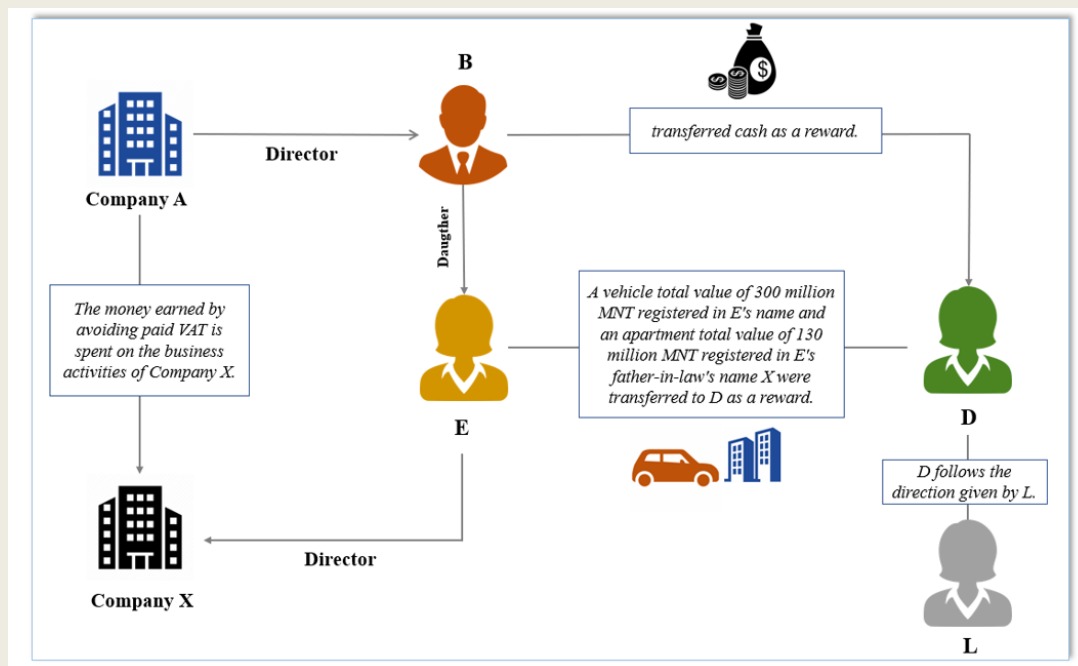 B
$
$
$
transferred cash as a reward.
Director
Company A
Daugther
The money earned by
avoiding paid VAT is
spent on the business
activities of Company X.
A vehicle total value of 300 million
MNT registered in E's name and
an apartment total value of 130
million MNT registered in E's
father-in-law's name X were
transferred to D as a reward.
E
D
D follows the
direction given by L.
Director
Company X
L